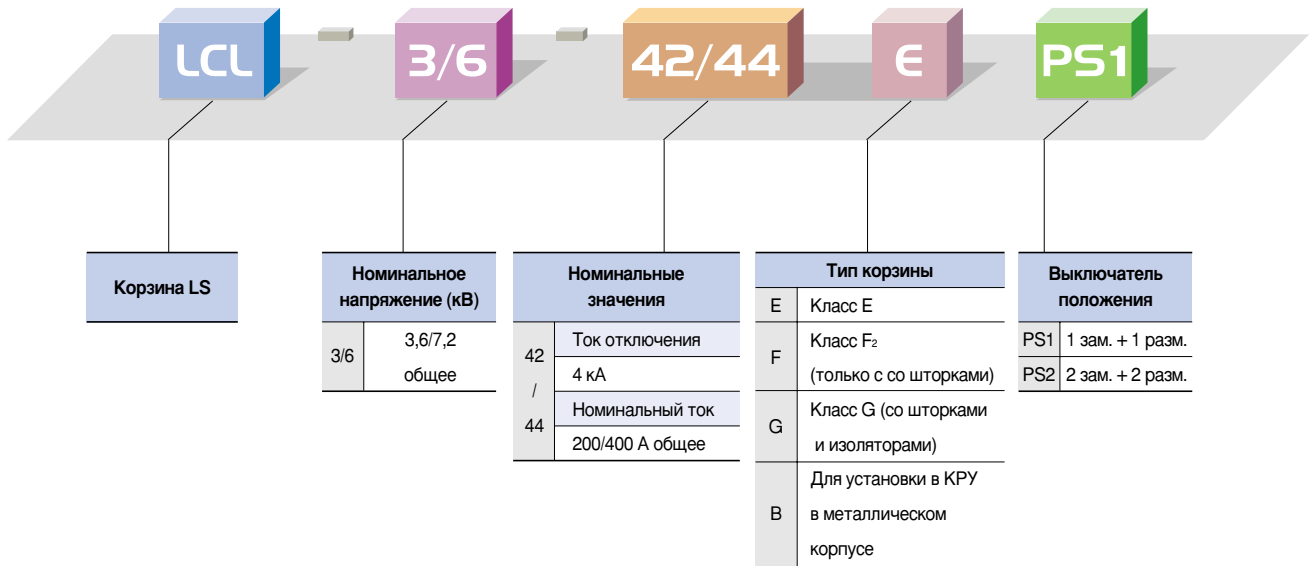 LCL
3/6
42/44
E
PS1
Корзина LS
Номинальное
напряжение (кВ)
3/6
3,6/7,2
общее
Номинальные
значения
42
/
44
Ток отключения
4 кА
Номинальный ток
200/400 А общее
Тип корзины
E
Класс E
F
Класс F₂
(только с со шторками)
G
Класс G (со шторками
и изоляторами)
B
Для установки в КРУ
в металлическом
корпусе
Выключатель
положения
PS1
1 зам. + 1 разм.
PS2
2 зам. + 2 разм.